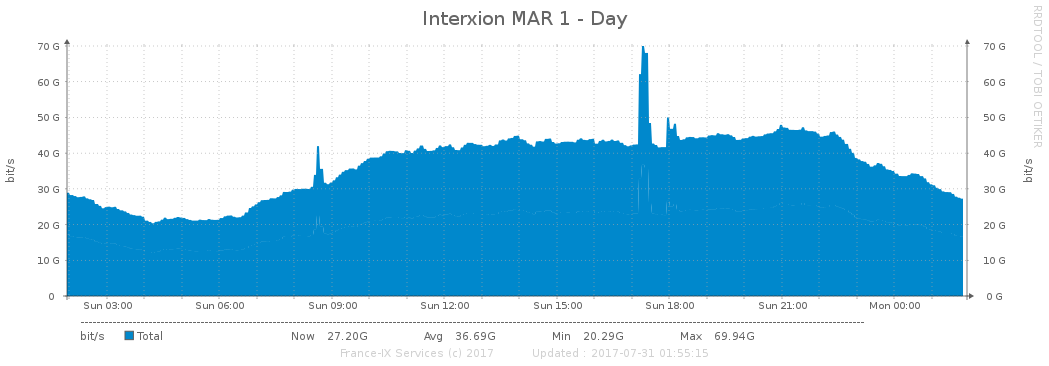 Interxion MAR 1 - Day
RRDTOOL / TOBI OETIKER
bit/s
70 G 70 G
60 G 60 G
50 G 50 G
40 G 40 G
30 G 30 G
20 G 20 G
10 G 10 G
0 0 G
bit/s
Sun 03:00 Sun 06:00 Sun 09:00 Sun 12:00 Sun 15:00 Sun 18:00 Sun 21:00 Mon 00:00
bit/s Total Now 27.20G Avg 36.69G Min 20.29G Max 69.94G
France-IX Services (c) 2017 Updated : 2017-07-31 01:55:15